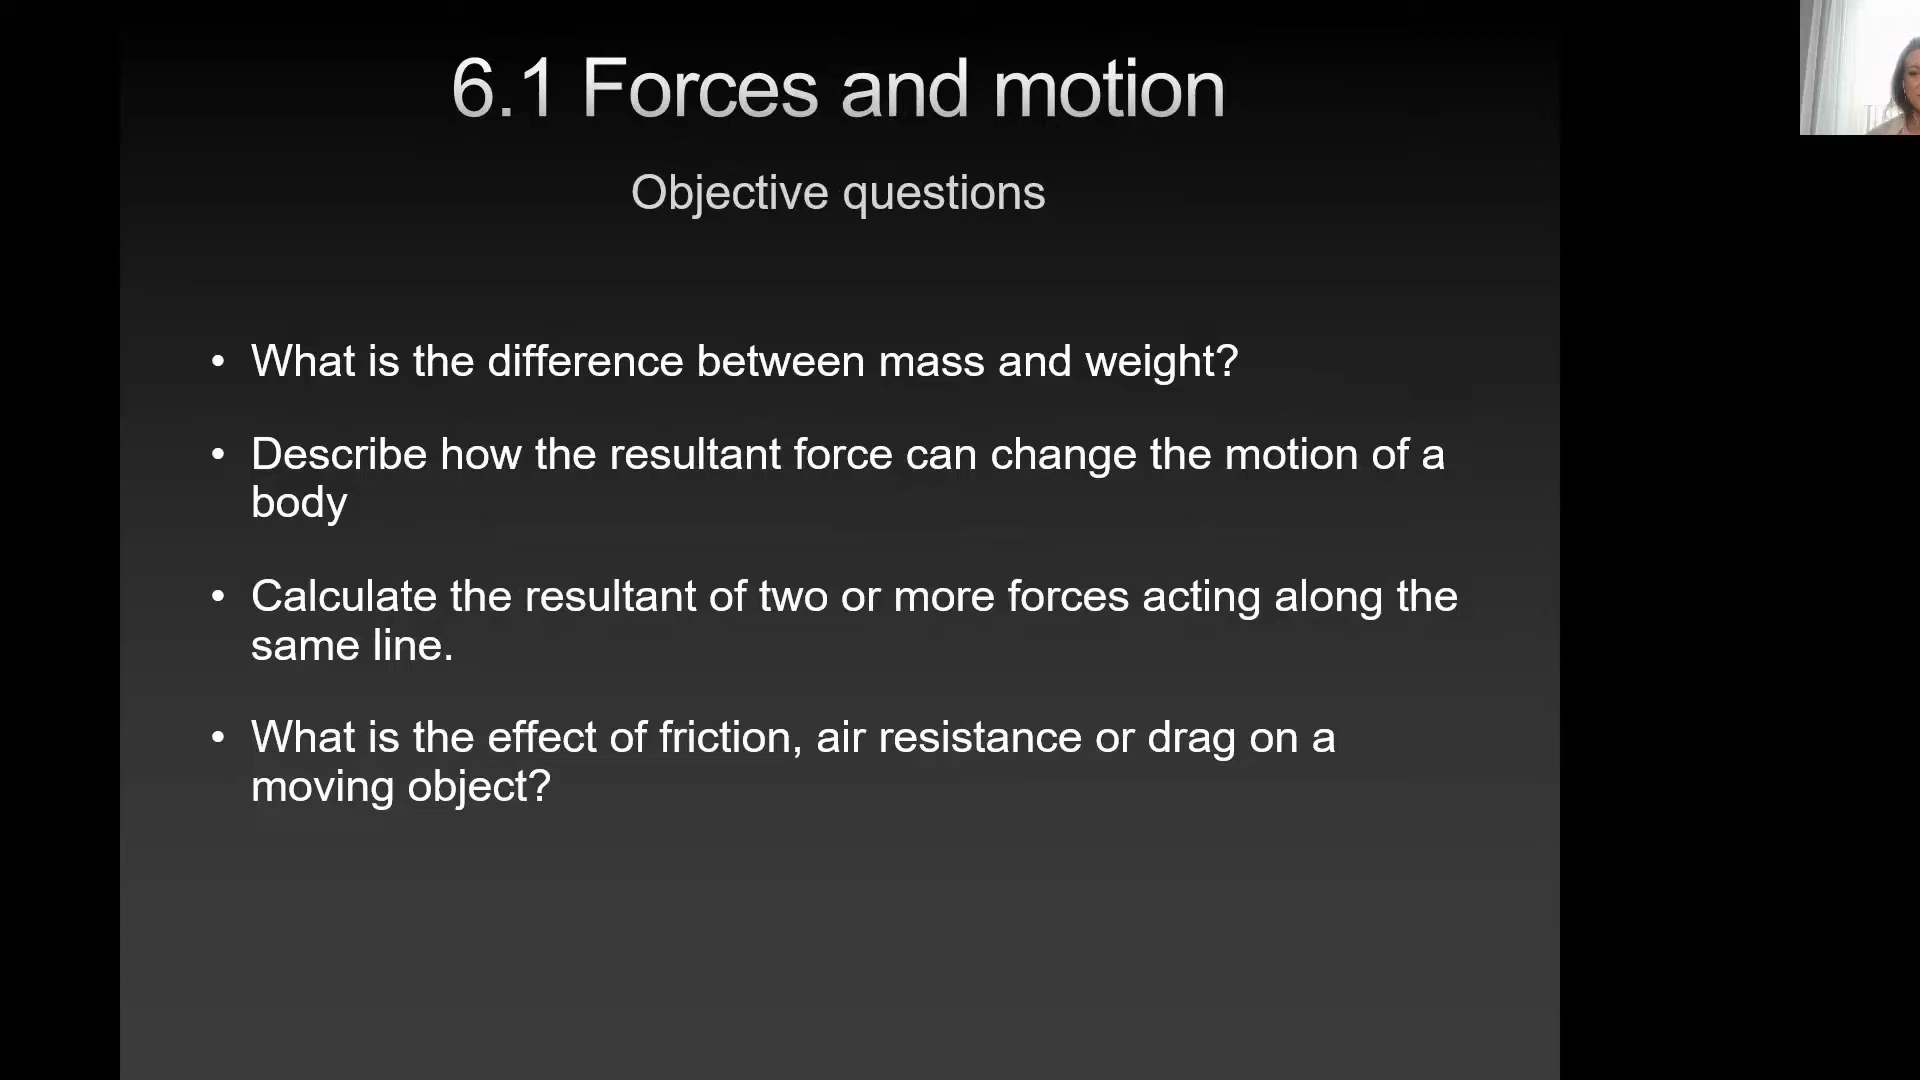 6.1 Forces and motion
Objective questions
• What is the difference between mass and weight?
• Describe how the resultant force can change the motion of a
body
• Calculate the resultant of two or more forces acting along the
same line.
• What is the effect of friction, air resistance or drag on a
moving object?